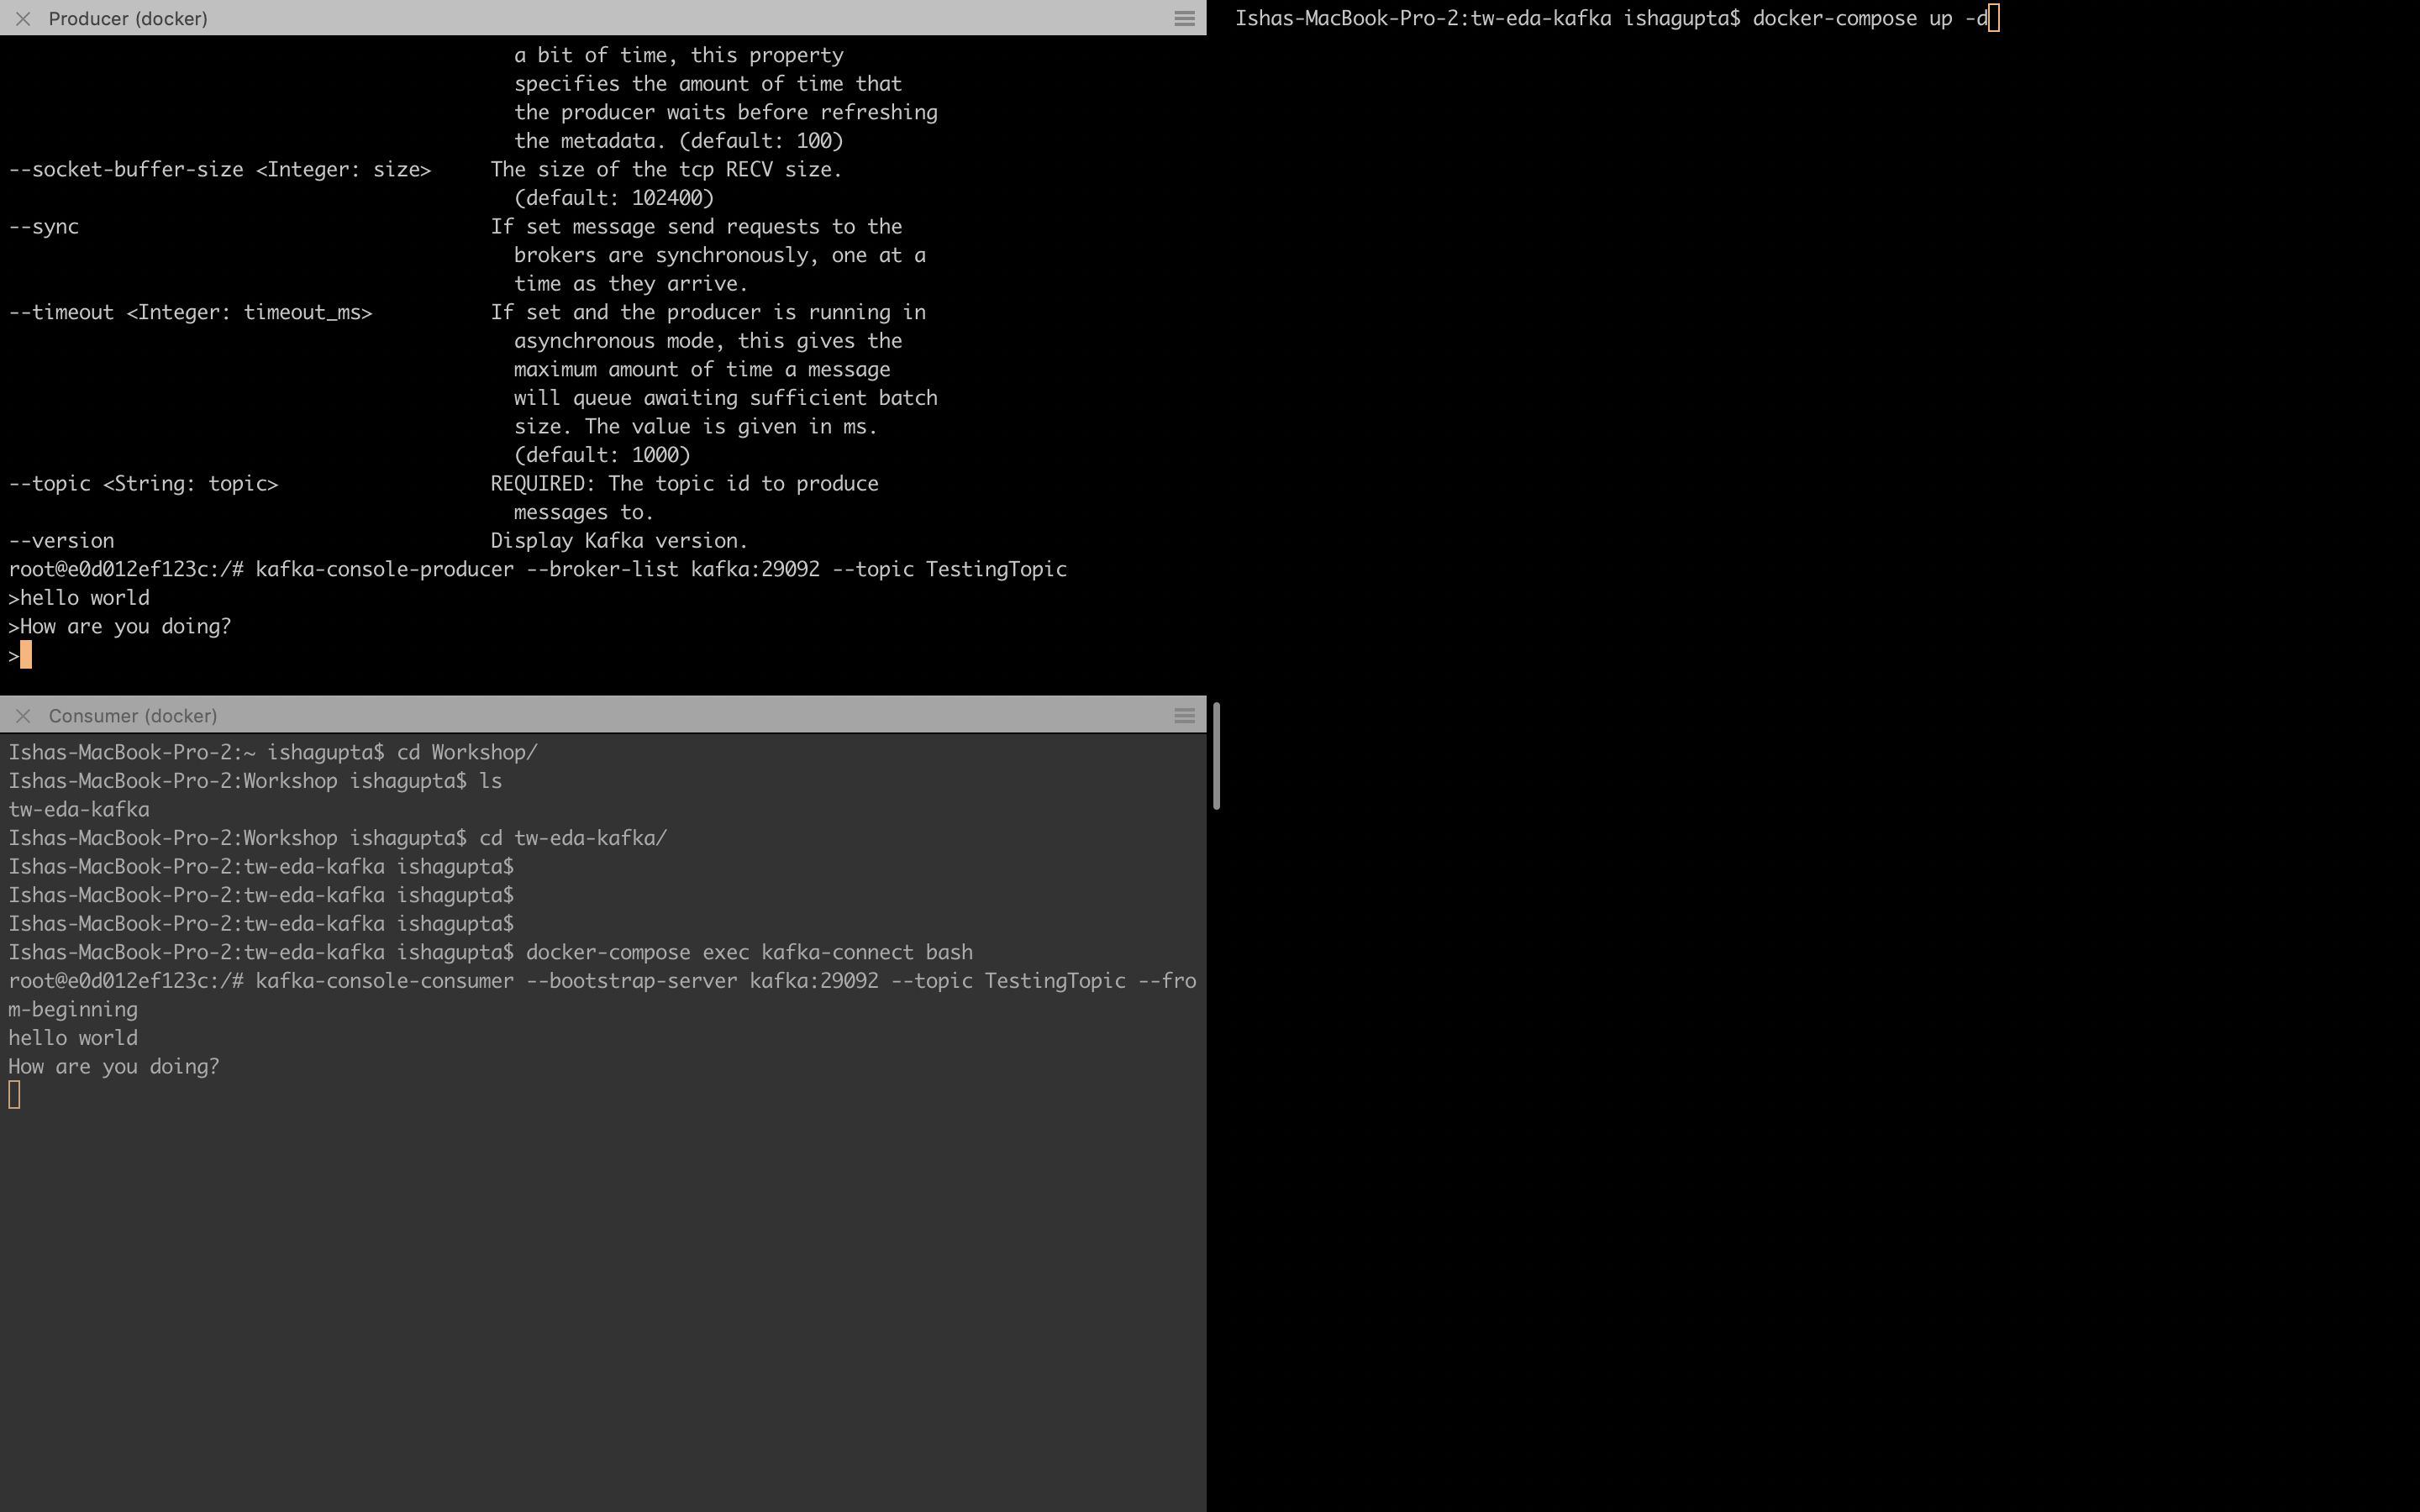 Producer (docker)
a bit of time, this property
specifies the amount of time that
the producer waits before refreshing
the metadata. (default: 100)
--socket-buffer-size <Integer: size> The size of the tcp RECV size.
(default: 102400)
--sync If set message send requests to the
brokers are synchronously, one at a
time as they arrive.
--timeout <Integer: timeout_ms> If set and the producer is running in
asynchronous mode, this gives the
maximum amount of time a message
will queue awaiting sufficient batch
size. The value is given in ms.
(default: 1000)
--topic <String: topic> REQUIRED: The topic id to produce
messages to.
--version Display Kafka version.
root@e0d012ef123c:/# kafka-console-producer --broker-list kafka:29092 --topic TestingTopic
>hello world
>How are you doing?
>
Consumer (docker)
Ishas-MacBook-Pro-2:~ ishagupta$ cd Workshop/
Ishas-MacBook-Pro-2:Workshop ishagupta$ ls
tw-eda-kafka
Ishas-MacBook-Pro-2:Workshop ishagupta$ cd tw-eda-kafka/
Ishas-MacBook-Pro-2:tw-eda-kafka ishagupta$
Ishas-MacBook-Pro-2:tw-eda-kafka ishagupta$
Ishas-MacBook-Pro-2:tw-eda-kafka ishagupta$
Ishas-MacBook-Pro-2:tw-eda-kafka ishagupta$ docker-compose exec kafka-connect bash
root@e0d012ef123c:/# kafka-console-consumer --bootstrap-server kafka:29092 --topic TestingTopic --fro
m-beginning
hello world
How are you doing?
Ishas-MacBook-Pro-2:tw-eda-kafka ishagupta$ docker-compose up -d